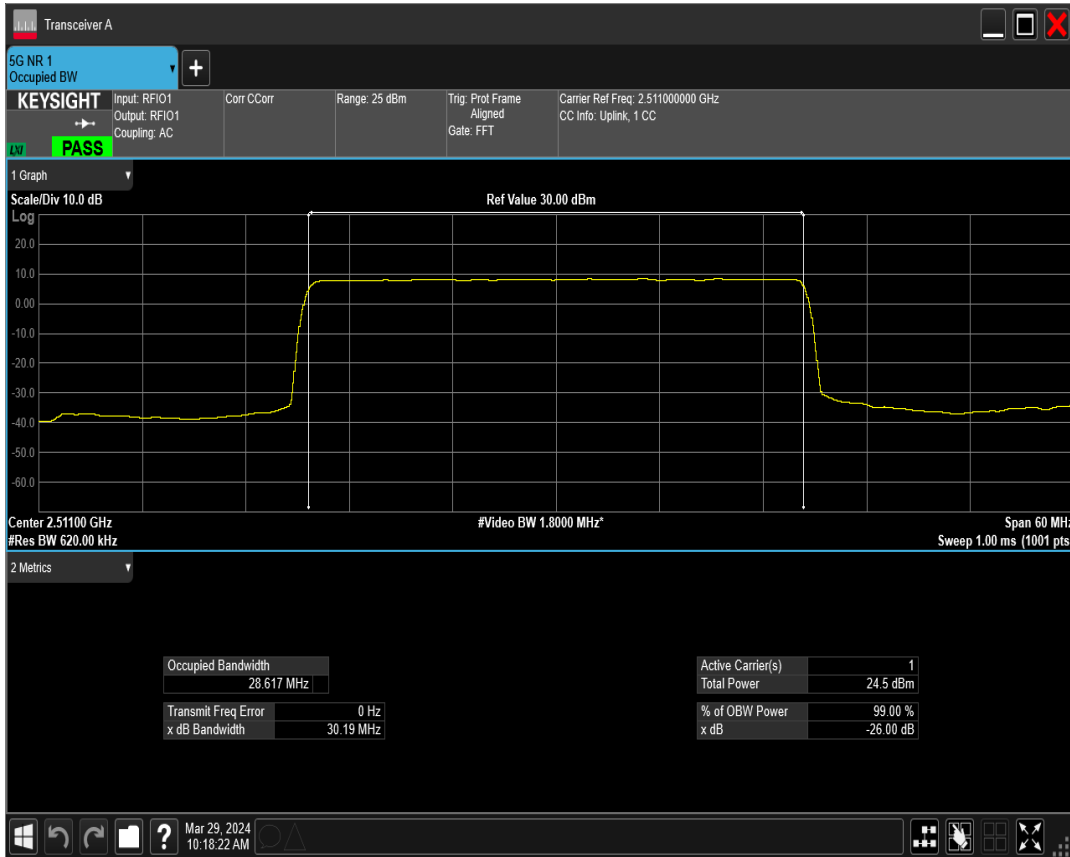 Transceiver A
5G NR 1
Occupied BW
KEYSIGHT
LXI
PASS
Input: RFIO1
Output: RFIO1
Coupling: AC
Corr CCorr
Range: 25 dBm
Trig: Prot Frame
Aligned
Gate: FFT
Carrier Ref Freq: 2.511000000 GHz
CC Info: Uplink, 1 CC
1 Graph
Scale/Div 10.0 dB
Ref Value 30.00 dBm
Log
20.0
10.0
0.00
-10.0
-20.0
-30.0
-40.0
-50.0
-60.0
Center 2.51100 GHz
#Video BW 1.8000 MHz*
Span 60 MHz
#Res BW 620.00 kHz
Sweep 1.00 ms (1001 pts
2 Metrics
Occupied Bandwidth
28.617 MHz
Transmit Freq Error 0 Hz
x dB Bandwidth 30.19 MHz
Active Carrier(s) 1
Total Power 24.5 dBm
% of OBW Power 99.00 %
x dB -26.00 dB
?
Mar 29, 2024
10:18:22 AM